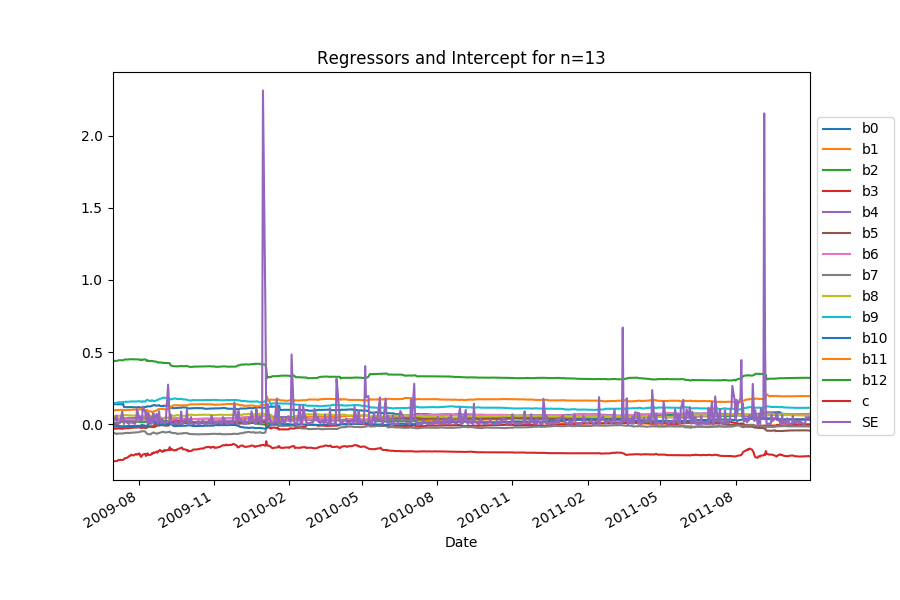 Regressors and Intercept for n=13
2.0
1.5
1.0
0.5
0.0
2009-08
2009-11
2010-02
2010-05
2010-08
2010-11
2011-02
2011-05
2011-08
Date
b0
b1
b2
b3
b4
b5
b6
b7
b8
b9
b10
b11
b12
c
SE